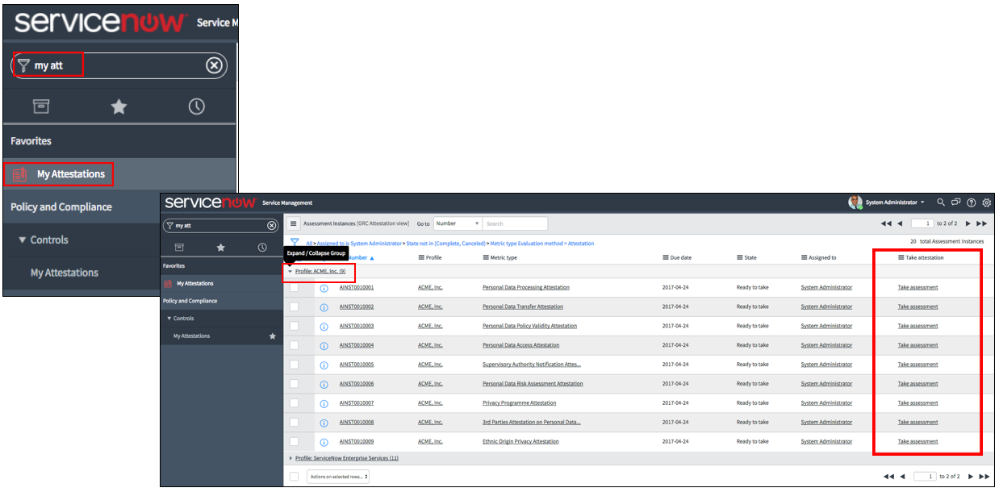 servicenow Service M
my att
Favorites
My Attestations
Policy and Compliance
▼ Controls
My Attestations
servicenow Service Management System Administrator
my att
Favorites
My Attestations
Policy and Compliance
▼ Controls
My Attestations
Assessment Instances [GRC Attestation view] Go to Number Search 1 to 2 of 2
All > Assigned to is System Administrator > State not in (Complete, Canceled) > Metric type Evaluation method = Attestation 20 total Assessment Instances
Expand / Collapse Group
Number Profile Metric type Due date State Assigned to Take attestation
Profile: ACME, Inc. (9)
AINST0010001 ACME, Inc. Personal Data Processing Attestation 2017-04-24 Ready to take System Administrator Take assessment
AINST0010002 ACME, Inc. Personal Data Transfer Attestation 2017-04-24 Ready to take System Administrator Take assessment
AINST0010003 ACME, Inc. Personal Data Policy Validity Attestation 2017-04-24 Ready to take System Administrator Take assessment
AINST0010004 ACME, Inc. Personal Data Access Attestation 2017-04-24 Ready to take System Administrator Take assessment
AINST0010005 ACME, Inc. Supervisory Authority Notification Attes... 2017-04-24 Ready to take System Administrator Take assessment
AINST0010006 ACME, Inc. Personal Data Risk Assessment Attestation 2017-04-24 Ready to take System Administrator Take assessment
AINST0010007 ACME, Inc. Privacy Programme Attestation 2017-04-24 Ready to take System Administrator Take assessment
AINST0010008 ACME, Inc. 3rd Parties Attestation on Personal Data... 2017-04-24 Ready to take System Administrator Take assessment
AINST0010009 ACME, Inc. Ethnic Origin Privacy Attestation 2017-04-24 Ready to take System Administrator Take assessment
Profile: ServiceNow Enterprise Services (11)
Actions on selected rows... 1 to 2 of 2